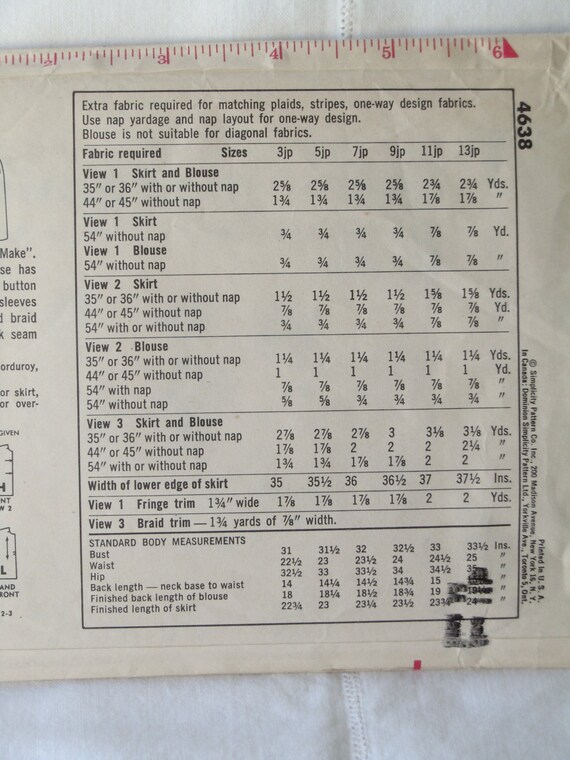 3 4 5 6
Extra fabric required for matching plaids, stripes, one-way design fabrics.
Use nap yardage and nap layout for one-way design.
Blouse is not suitable for diagonal fabrics.
Fabric required Sizes 3jp 5jp 7jp 9jp 11jp 13jp
View 1 Skirt and Blouse
35" or 36" with or without nap 2⅝ 2⅝ 2⅝ 2⅝ 2¾ 2¾ Yds.
44" or 45" with or without nap 1¾ 1¾ 1¾ 1¾ 1⅞ 1⅞ "
View 1 Skirt
54" without nap ¾ ¾ ¾ ¾ ⅞ ⅞ Yd.
View 1 Blouse
54" without nap ¾ ¾ ¾ ¾ ⅞ ⅞ "
View 2 Skirt
35" or 36" with or without nap 1½ 1½ 1½ 1½ 1⅝ 1⅝ Yds.
44" or 45" with or without nap ⅞ ⅞ ⅞ ⅞ ⅞ ⅞ Yd.
54" with or without nap ¾ ¾ ¾ ¾ ⅞ ⅞ "
View 2 Blouse
35" or 36" with or without nap 1¼ 1¼ 1¼ 1¼ 1¼ 1¼ Yds.
44" or 45" with or without nap 1 1 1 1 1 1 Yd.
54" with nap ⅞ ⅞ ⅞ ⅞ ⅞ ⅞ "
54" without nap ⅝ ⅝ ¾ ¾ ¾ ¾ "
View 3 Skirt and Blouse
35" or 36" with or without nap 2⅞ 2⅞ 2⅞ 3 3⅛ 3⅛ Yds.
44" or 45" with or without nap 1⅞ 1⅞ 2 2 2 2¼ "
54" with or without nap 1¾ 1¾ 1⅞ 1⅞ 2 2 "
Width of lower edge of skirt 35 35½ 36 36½ 37 37½ Ins.
View 1 Fringe trim 1¾" wide 1⅞ 1⅞ 1⅞ 1⅞ 2 2 Yds.
View 3 Braid trim — 1¾ yards of ⅞" width.
STANDARD BODY MEASUREMENTS
Bust 31 31½ 32 32½ 33 33½ Ins.
Waist 22½ 23 23½ 24 24½ 25 "
Hip 32½ 33 33½ 34 34½ 35 "
Back length — neck base to waist 14 14¼ 14½ 14¾ 15 "
Finished back length of blouse 18 18¼ 18½ 18¾ 19 "
Finished length of skirt 22¾ 23 23¼ 23½ 23¾ 24 "
4638
© Simplicity Pattern Co. Inc. 200 Madison Avenue, New York 16, N. Y.
In Canada: Dominion Simplicity Pattern Ltd., Yorkville Ave., Toronto 5, Ont.
Printed in U. S. A.
Make".
se has
button
sleeves
d braid
k seam
orduroy,
or skirt,
or over-
GIVEN
H
NT
W 2
L
AND
FRONT
2-3